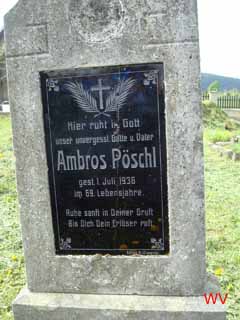 Hier ruht in Gott
unser unvergessl. Gatte u. Vater
Ambros Pöschl
gest. 1. Juli 1936
im 69. Lebensjahre.
Ruhe sanft in Deiner Gruft
Bis Dich Dein Erlöser ruft.
WV